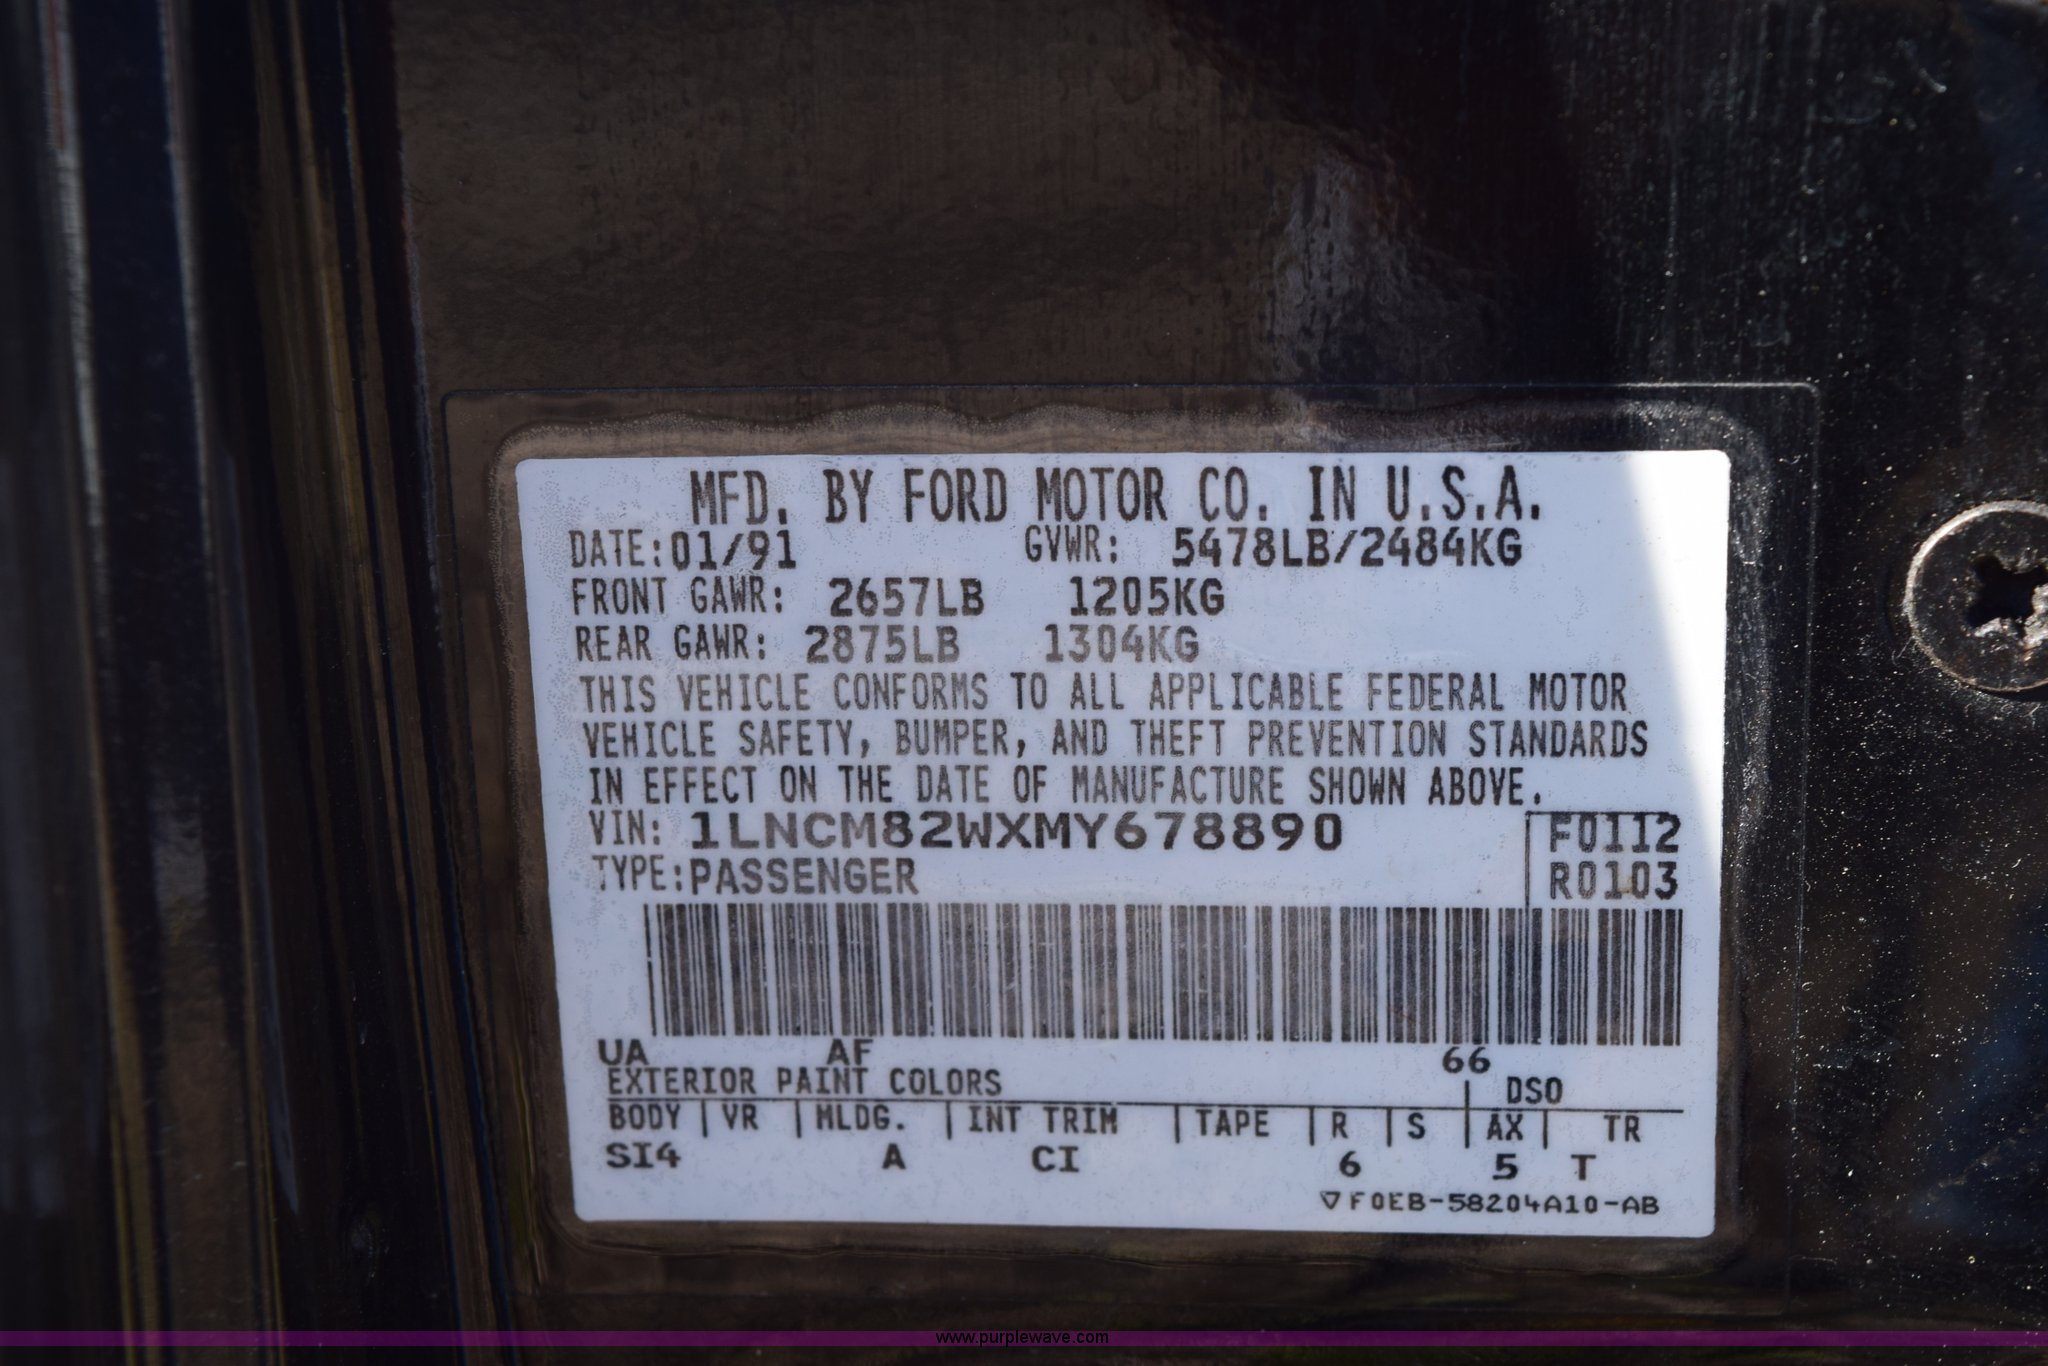 MFD. BY FORD MOTOR CO. IN U.S.A.
DATE: 01/91 GVWR: 5478LB/2484KG
FRONT GAWR: 2657LB 1205KG
REAR GAWR: 2875LB 1304KG
THIS VEHICLE CONFORMS TO ALL APPLICABLE FEDERAL MOTOR
VEHICLE SAFETY, BUMPER, AND THEFT PREVENTION STANDARDS
IN EFFECT ON THE DATE OF MANUFACTURE SHOWN ABOVE.
VIN: 1LNCM82WXMY678890 F0112
TYPE: PASSENGER R0103
UA AF 66
EXTERIOR PAINT COLORS DSO
BODY | VR | MLDG. | INT TRIM | TAPE | R | S | AX | TR
SI4 A CI 6 5 T
▽F0EB-58204A10-AB
www.purplewave.com